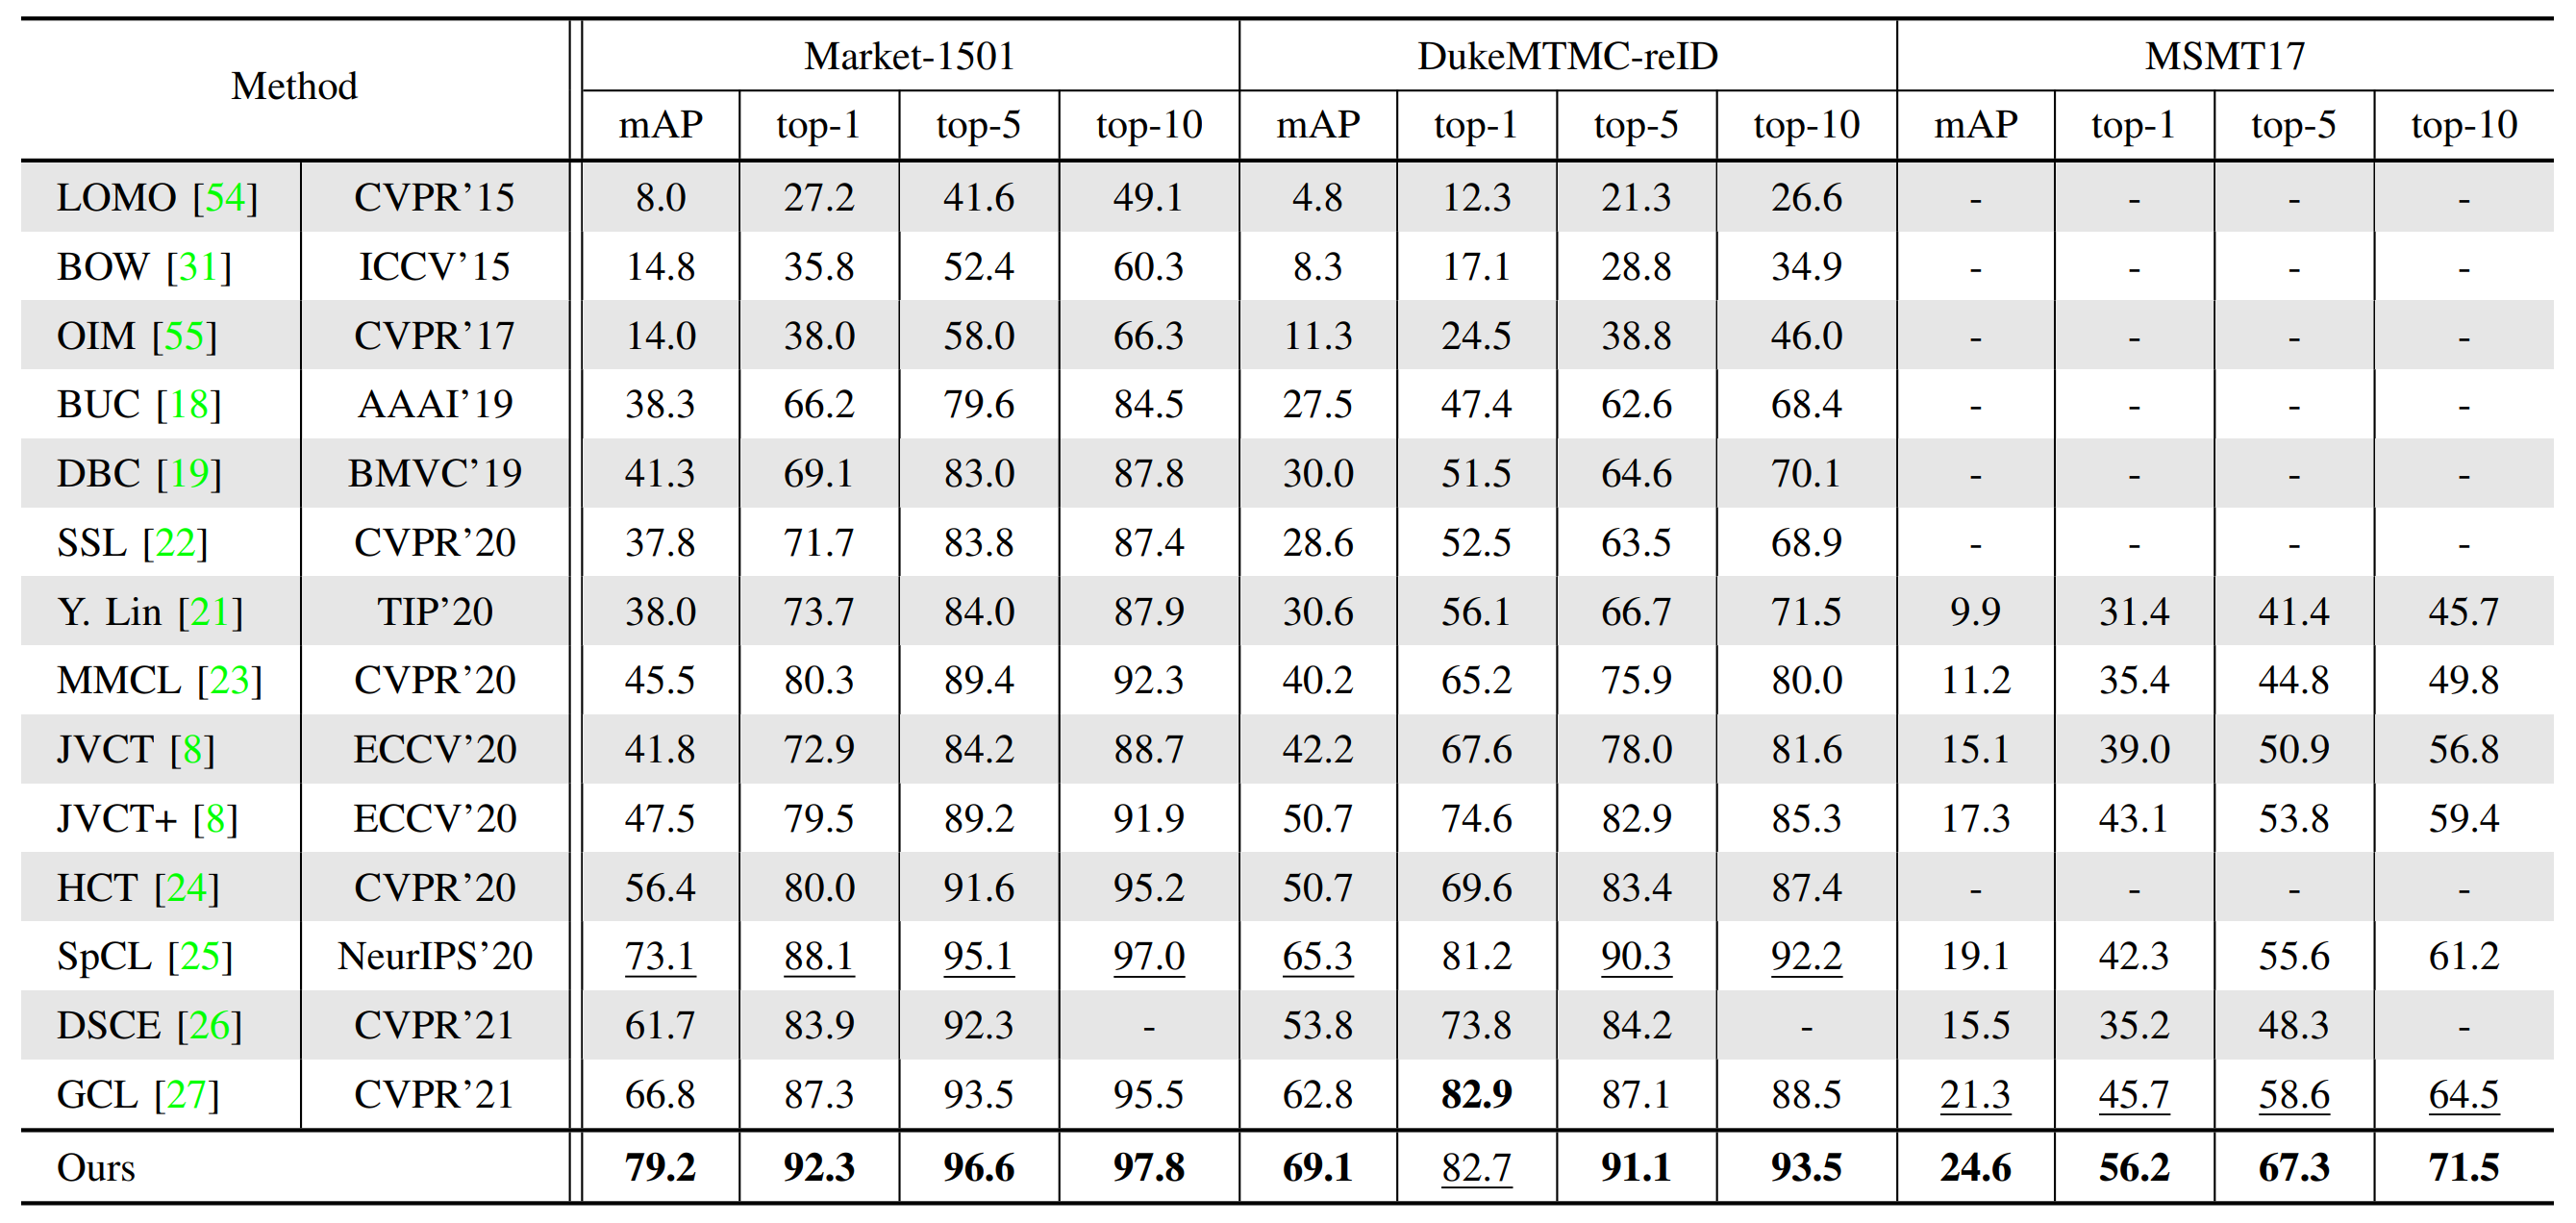 Method Market-1501 DukeMTMC-reID MSMT17
mAP top-1 top-5 top-10 mAP top-1 top-5 top-10 mAP top-1 top-5 top-10
LOMO [54] CVPR’15 8.0 27.2 41.6 49.1 4.8 12.3 21.3 26.6 - - - -
BOW [31] ICCV’15 14.8 35.8 52.4 60.3 8.3 17.1 28.8 34.9 - - - -
OIM [55] CVPR’17 14.0 38.0 58.0 66.3 11.3 24.5 38.8 46.0 - - - -
BUC [18] AAAI’19 38.3 66.2 79.6 84.5 27.5 47.4 62.6 68.4 - - - -
DBC [19] BMVC’19 41.3 69.1 83.0 87.8 30.0 51.5 64.6 70.1 - - - -
SSL [22] CVPR’20 37.8 71.7 83.8 87.4 28.6 52.5 63.5 68.9 - - - -
Y. Lin [21] TIP’20 38.0 73.7 84.0 87.9 30.6 56.1 66.7 71.5 9.9 31.4 41.4 45.7
MMCL [23] CVPR’20 45.5 80.3 89.4 92.3 40.2 65.2 75.9 80.0 11.2 35.4 44.8 49.8
JVCT [8] ECCV’20 41.8 72.9 84.2 88.7 42.2 67.6 78.0 81.6 15.1 39.0 50.9 56.8
JVCT+ [8] ECCV’20 47.5 79.5 89.2 91.9 50.7 74.6 82.9 85.3 17.3 43.1 53.8 59.4
HCT [24] CVPR’20 56.4 80.0 91.6 95.2 50.7 69.6 83.4 87.4 - - - -
SpCL [25] NeurIPS’20 73.1 88.1 95.1 97.0 65.3 81.2 90.3 92.2 19.1 42.3 55.6 61.2
DSCE [26] CVPR’21 61.7 83.9 92.3 - 53.8 73.8 84.2 - 15.5 35.2 48.3 -
GCL [27] CVPR’21 66.8 87.3 93.5 95.5 62.8 82.9 87.1 88.5 21.3 45.7 58.6 64.5
Ours 79.2 92.3 96.6 97.8 69.1 82.7 91.1 93.5 24.6 56.2 67.3 71.5